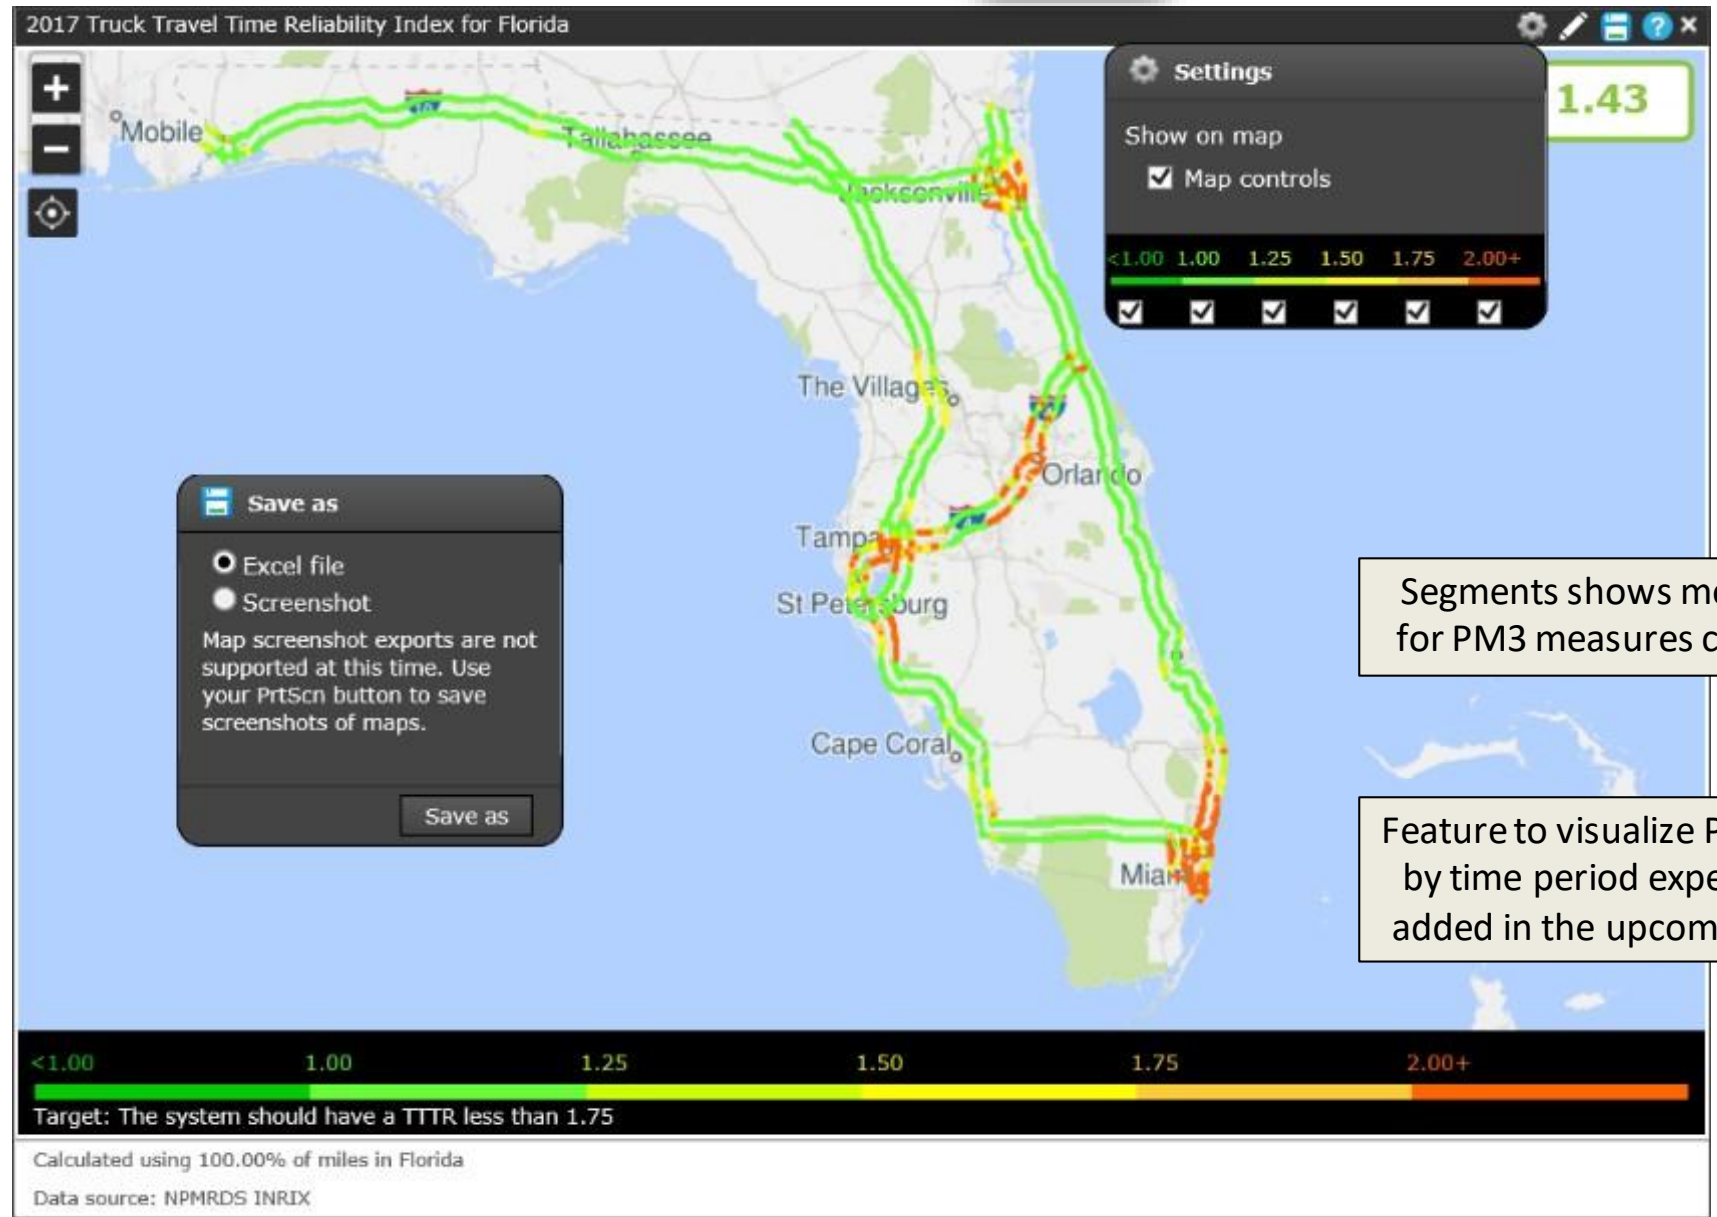 2017 Truck Travel Time Reliability Index for Florida
Settings
1.43
Show on map
Map controls
<1.00 1.00 1.25 1.50 1.75 2.00+
Mobile
10
Tallahassee
Jacksonville
The Villages
Orlando
Tampa
St Petersburg
Cape Coral
Miami
Save as
Excel file
Screenshot
Map screenshot exports are not
supported at this time. Use
your PrtScn button to save
screenshots of maps.
Save as
Segments shows m
for PM3 measures
Feature to visualize
by time period
added in the
<1.00 1.00 1.25 1.50 1.75 2.00+
Target: The system should have a TTTR less than 1.75
Calculated using 100.00% of miles in Florida
Data source: NPMRDS INRIX